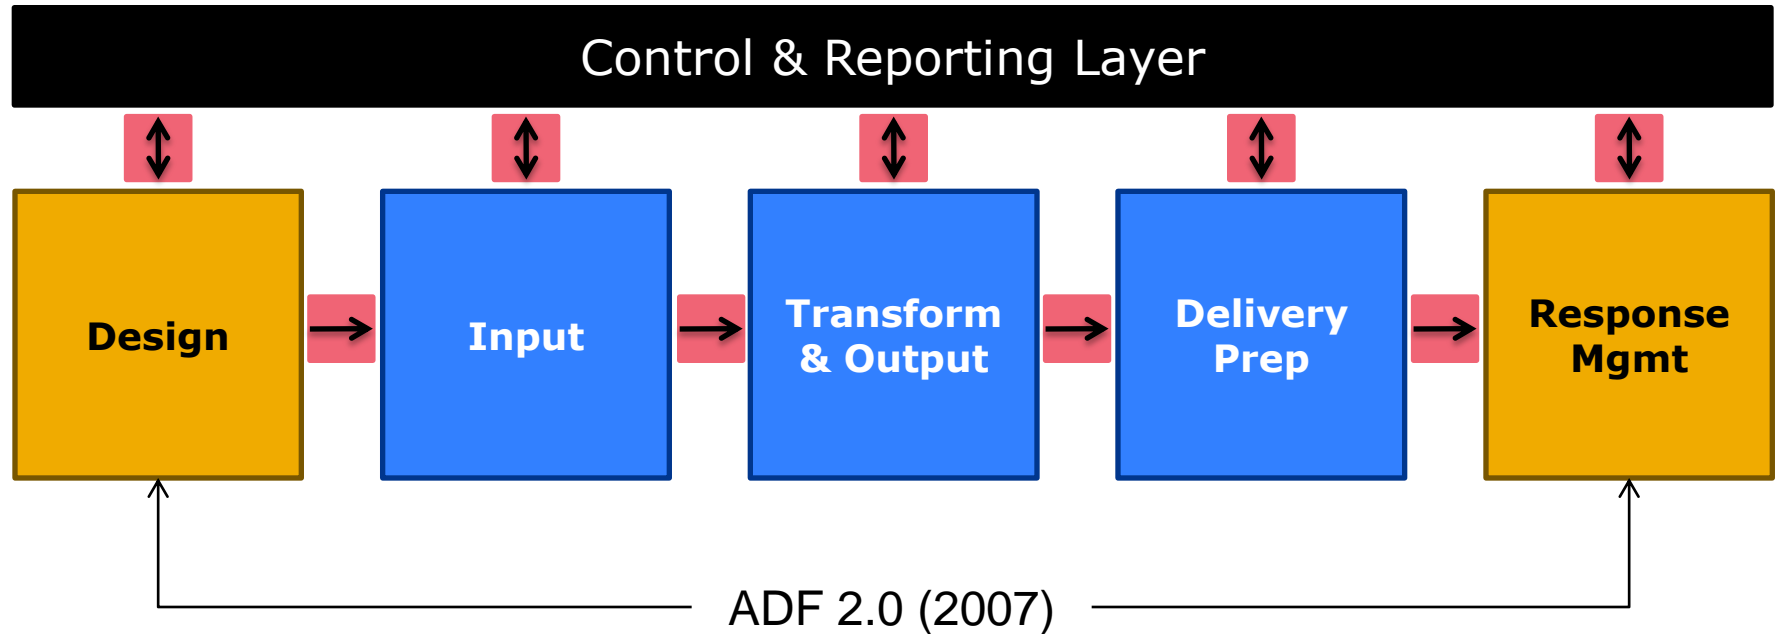 Control & Reporting Layer
Design
Input
Transform
& Output
Delivery
Prep
Response
Mgmt
ADF 2.0 (2007)